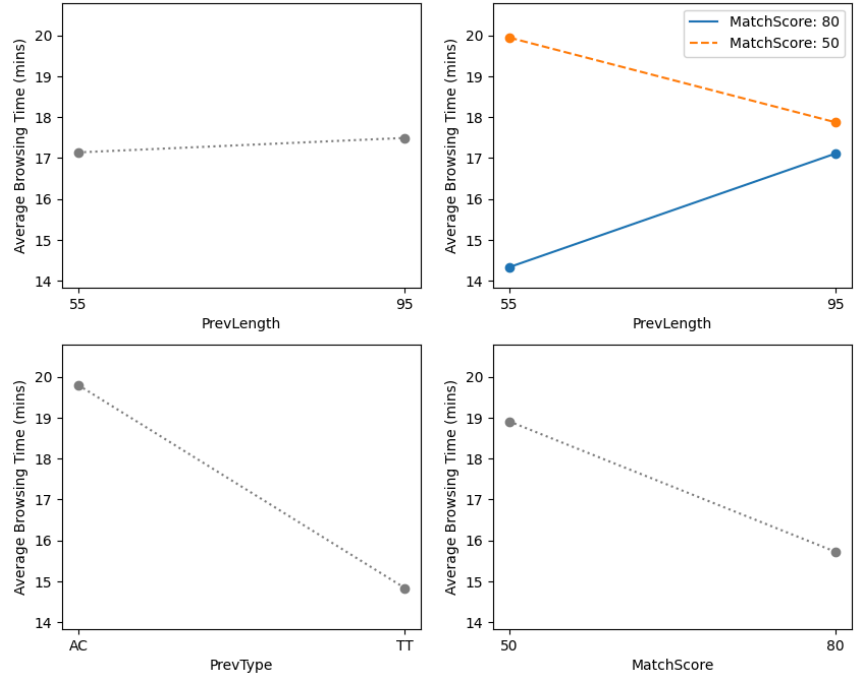 Average Browsing Time (mins)
20
19
18
17
16
15
14
55
95
PrevLength
Average Browsing Time (mins)
20
19
18
17
16
15
14
MatchScore: 80
MatchScore: 50
55
95
PrevLength
Average Browsing Time (mins)
20
19
18
17
16
15
14
AC
TT
PrevType
Average Browsing Time (mins)
20
19
18
17
16
15
14
50
80
MatchScore